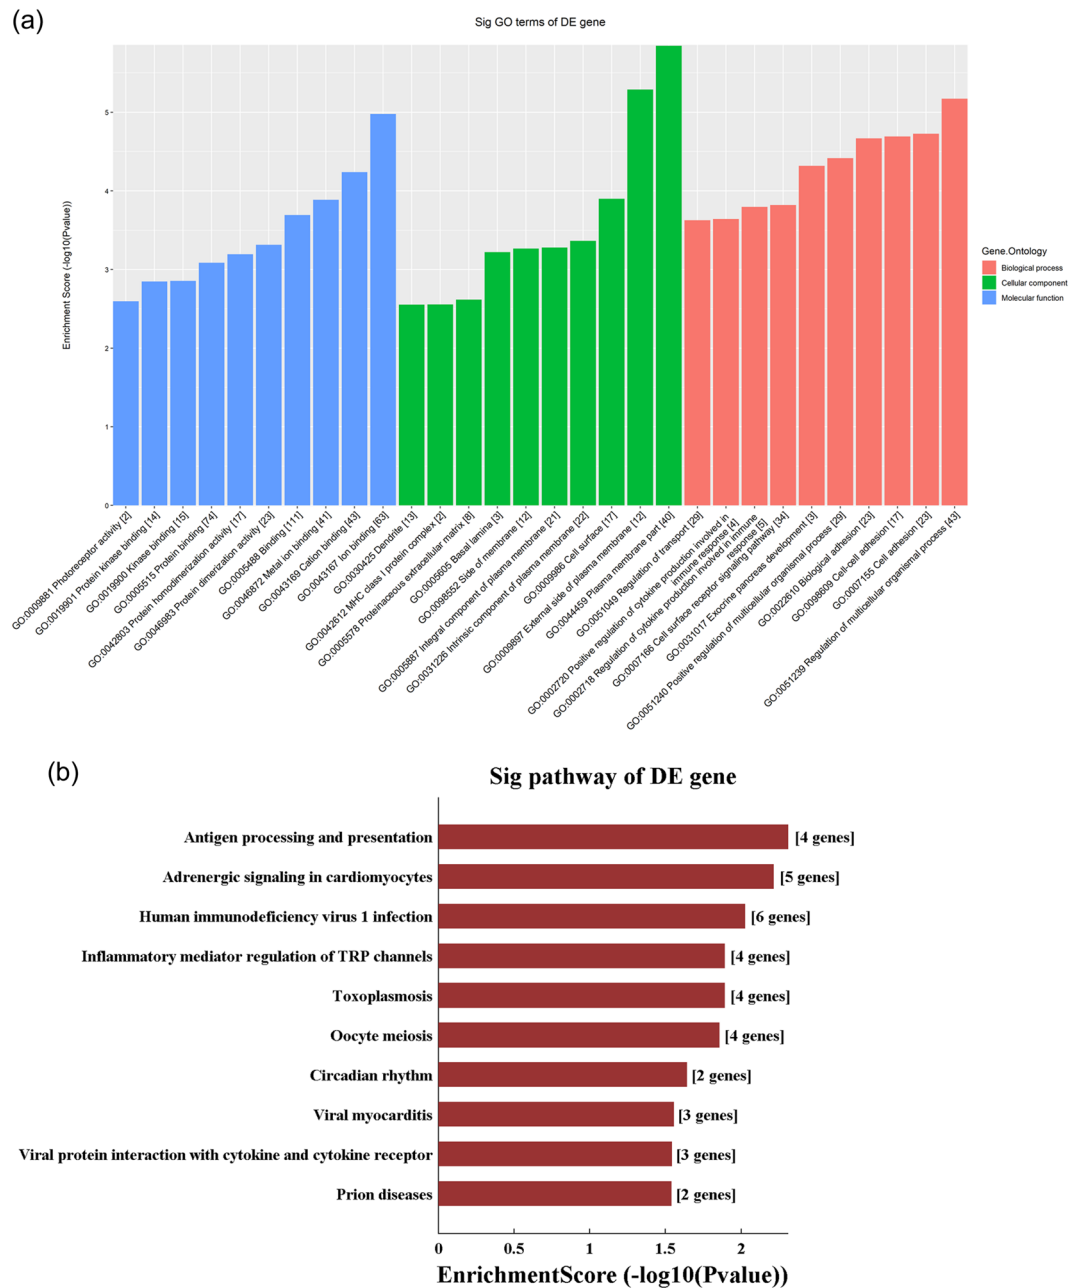 (a)
Sig GO terms of DE gene
Enrichment Score (-log10(Pvalue))
5
4
3
2
1
0
Gene.Ontology
Biological process
Cellular component
Molecular function
GO:0009881 Photoreceptor activity [2]
GO:0019901 Protein kinase binding [14]
GO:0019900 Kinase binding [15]
GO:0005515 Protein binding [74]
GO:0042803 Protein homodimerization activity [17]
GO:0046983 Protein dimerization activity [23]
GO:0005488 Binding [111]
GO:0046872 Metal ion binding [41]
GO:0043169 Cation binding [43]
GO:0043167 Ion binding [63]
GO:0030425 Dendrite [13]
GO:0042612 MHC class I protein complex [2]
GO:0005578 Proteinaceous extracellular matrix [8]
GO:0005605 Basal lamina [3]
GO:0098552 Side of membrane [12]
GO:0005887 Integral component of plasma membrane [21]
GO:0031226 Intrinsic component of plasma membrane [22]
GO:0009986 Cell surface [17]
GO:0009897 External side of plasma membrane [12]
GO:0044459 Plasma membrane part [40]
GO:0051049 Regulation of transport [29]
GO:0002720 Positive regulation of cytokine production involved in
immune response [4]
GO:0002718 Regulation of cytokine production involved in immune
response [5]
GO:0007166 Cell surface receptor signaling pathway [34]
GO:0031017 Exocrine pancreas development [3]
GO:0051240 Positive regulation of multicellular organismal process [29]
GO:0022610 Biological adhesion [23]
GO:0098609 Cell-cell adhesion [17]
GO:0007155 Cell adhesion [23]
GO:0051239 Regulation of multicellular organismal process [43]
(b)
Sig pathway of DE gene
Antigen processing and presentation [4 genes]
Adrenergic signaling in cardiomyocytes [5 genes]
Human immunodeficiency virus 1 infection [6 genes]
Inflammatory mediator regulation of TRP channels [4 genes]
Toxoplasmosis [4 genes]
Oocyte meiosis [4 genes]
Circadian rhythm [2 genes]
Viral myocarditis [3 genes]
Viral protein interaction with cytokine and cytokine receptor [3 genes]
Prion diseases [2 genes]
0 0.5 1 1.5 2
EnrichmentScore (-log10(Pvalue))